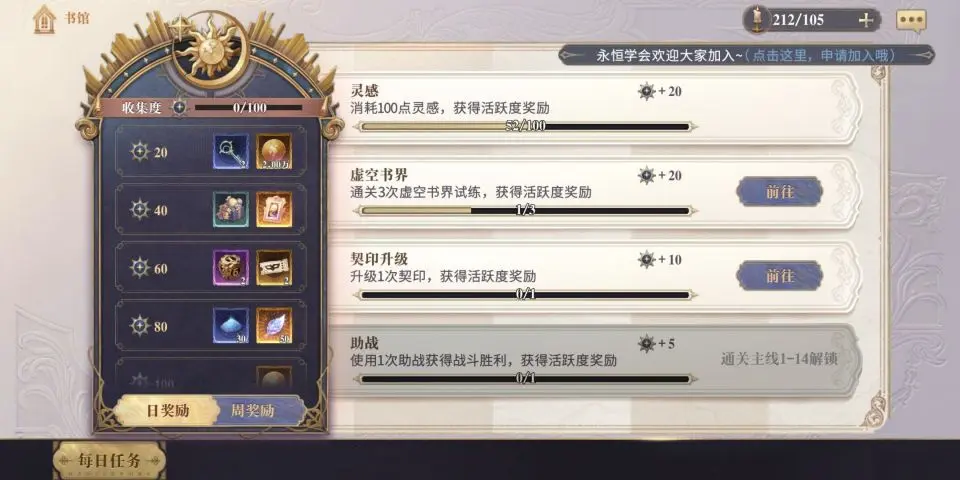 书馆
212/105
永恒学会欢迎大家加入~(点击这里，申请加入哦)
收集度 0/100
20
2
2.00万
40
60
2
2
80
30
50
100
日奖励
周奖励
灵感
+20
消耗100点灵感，获得活跃度奖励
52/100
虚空书界
+20
通关3次虚空书界试练，获得活跃度奖励
1/3
前往
契印升级
+10
升级1次契印，获得活跃度奖励
0/1
前往
助战
+5
使用1次助战获得战斗胜利，获得活跃度奖励
0/1
通关主线1-14解锁
每日任务